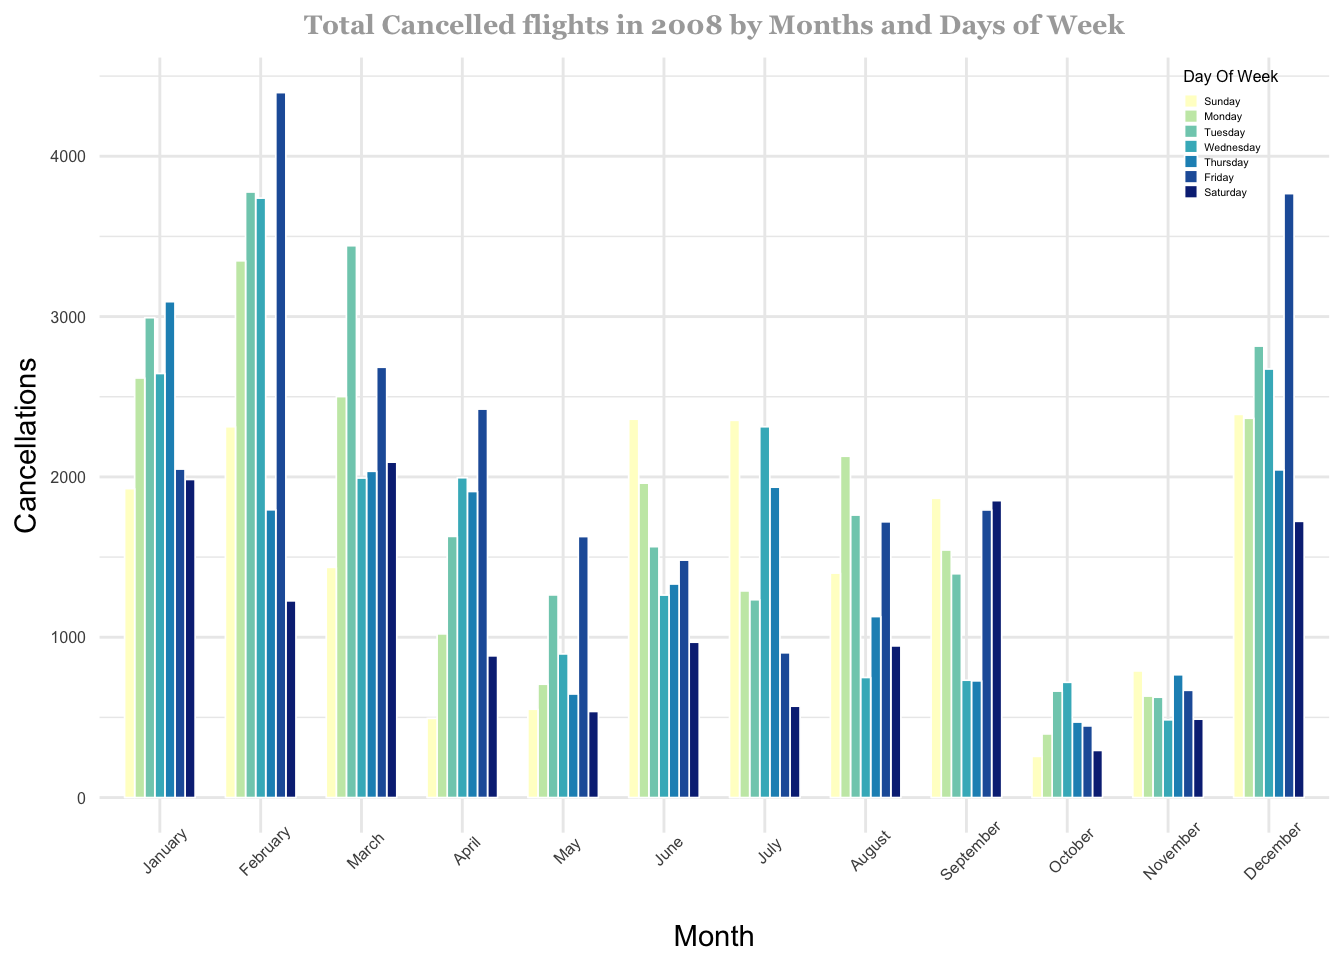 Total Cancelled flights in 2008 by Months and Days of Week
Day Of Week
Sunday
Monday
Tuesday
Wednesday
Thursday
Friday
Saturday
Cancellations
4000
3000
2000
1000
0
January
February
March
April
May
June
July
August
September
October
November
December
Month